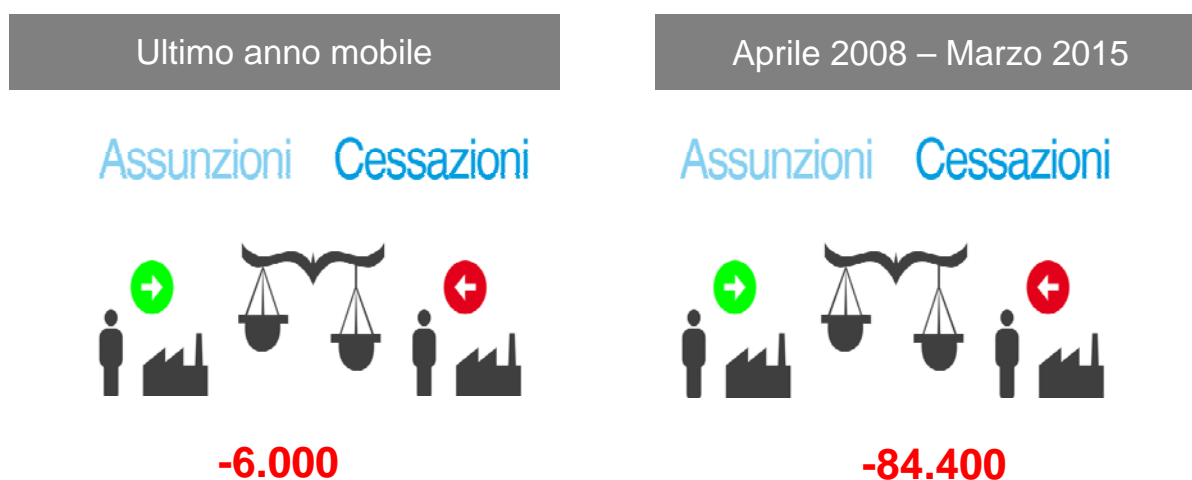 Ultimo anno mobile
Aprile 2008 – Marzo 2015
Assunzioni Cessazioni
Assunzioni Cessazioni
-6.000
-84.400